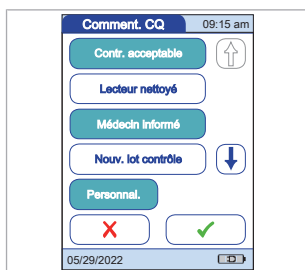 Comment. CQ 09:15 am
Contr. acceptable
Lecteur nettoyé
Médecin informé
Nouv. lot contrôle
Personnal.
05/29/2022